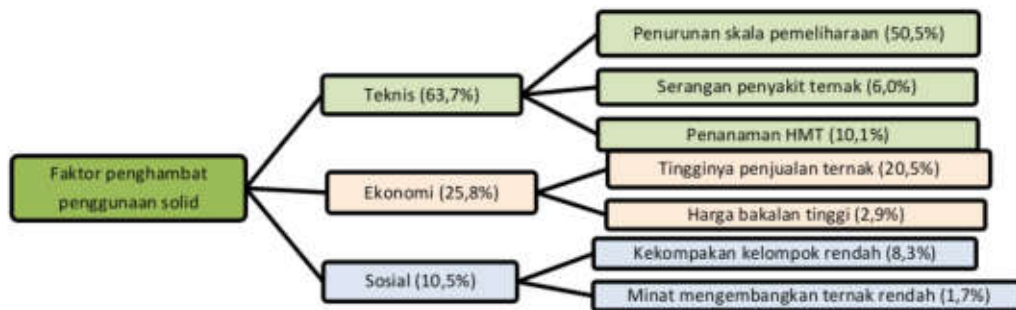 Faktor penghambat
penggunaan solid
Teknis (63,7%)
Penurunan skala pemeliharaan (50,5%)
Serangan penyakit ternak (6,0%)
Penanaman HMT (10,1%)
Ekonomi (25,8%)
Tingginya penjualan ternak (20,5%)
Harga bakalan tinggi (2,9%)
Sosial (10,5%)
Kekompakan kelompok rendah (8,3%)
Minat mengembangkan ternak rendah (1,7%)